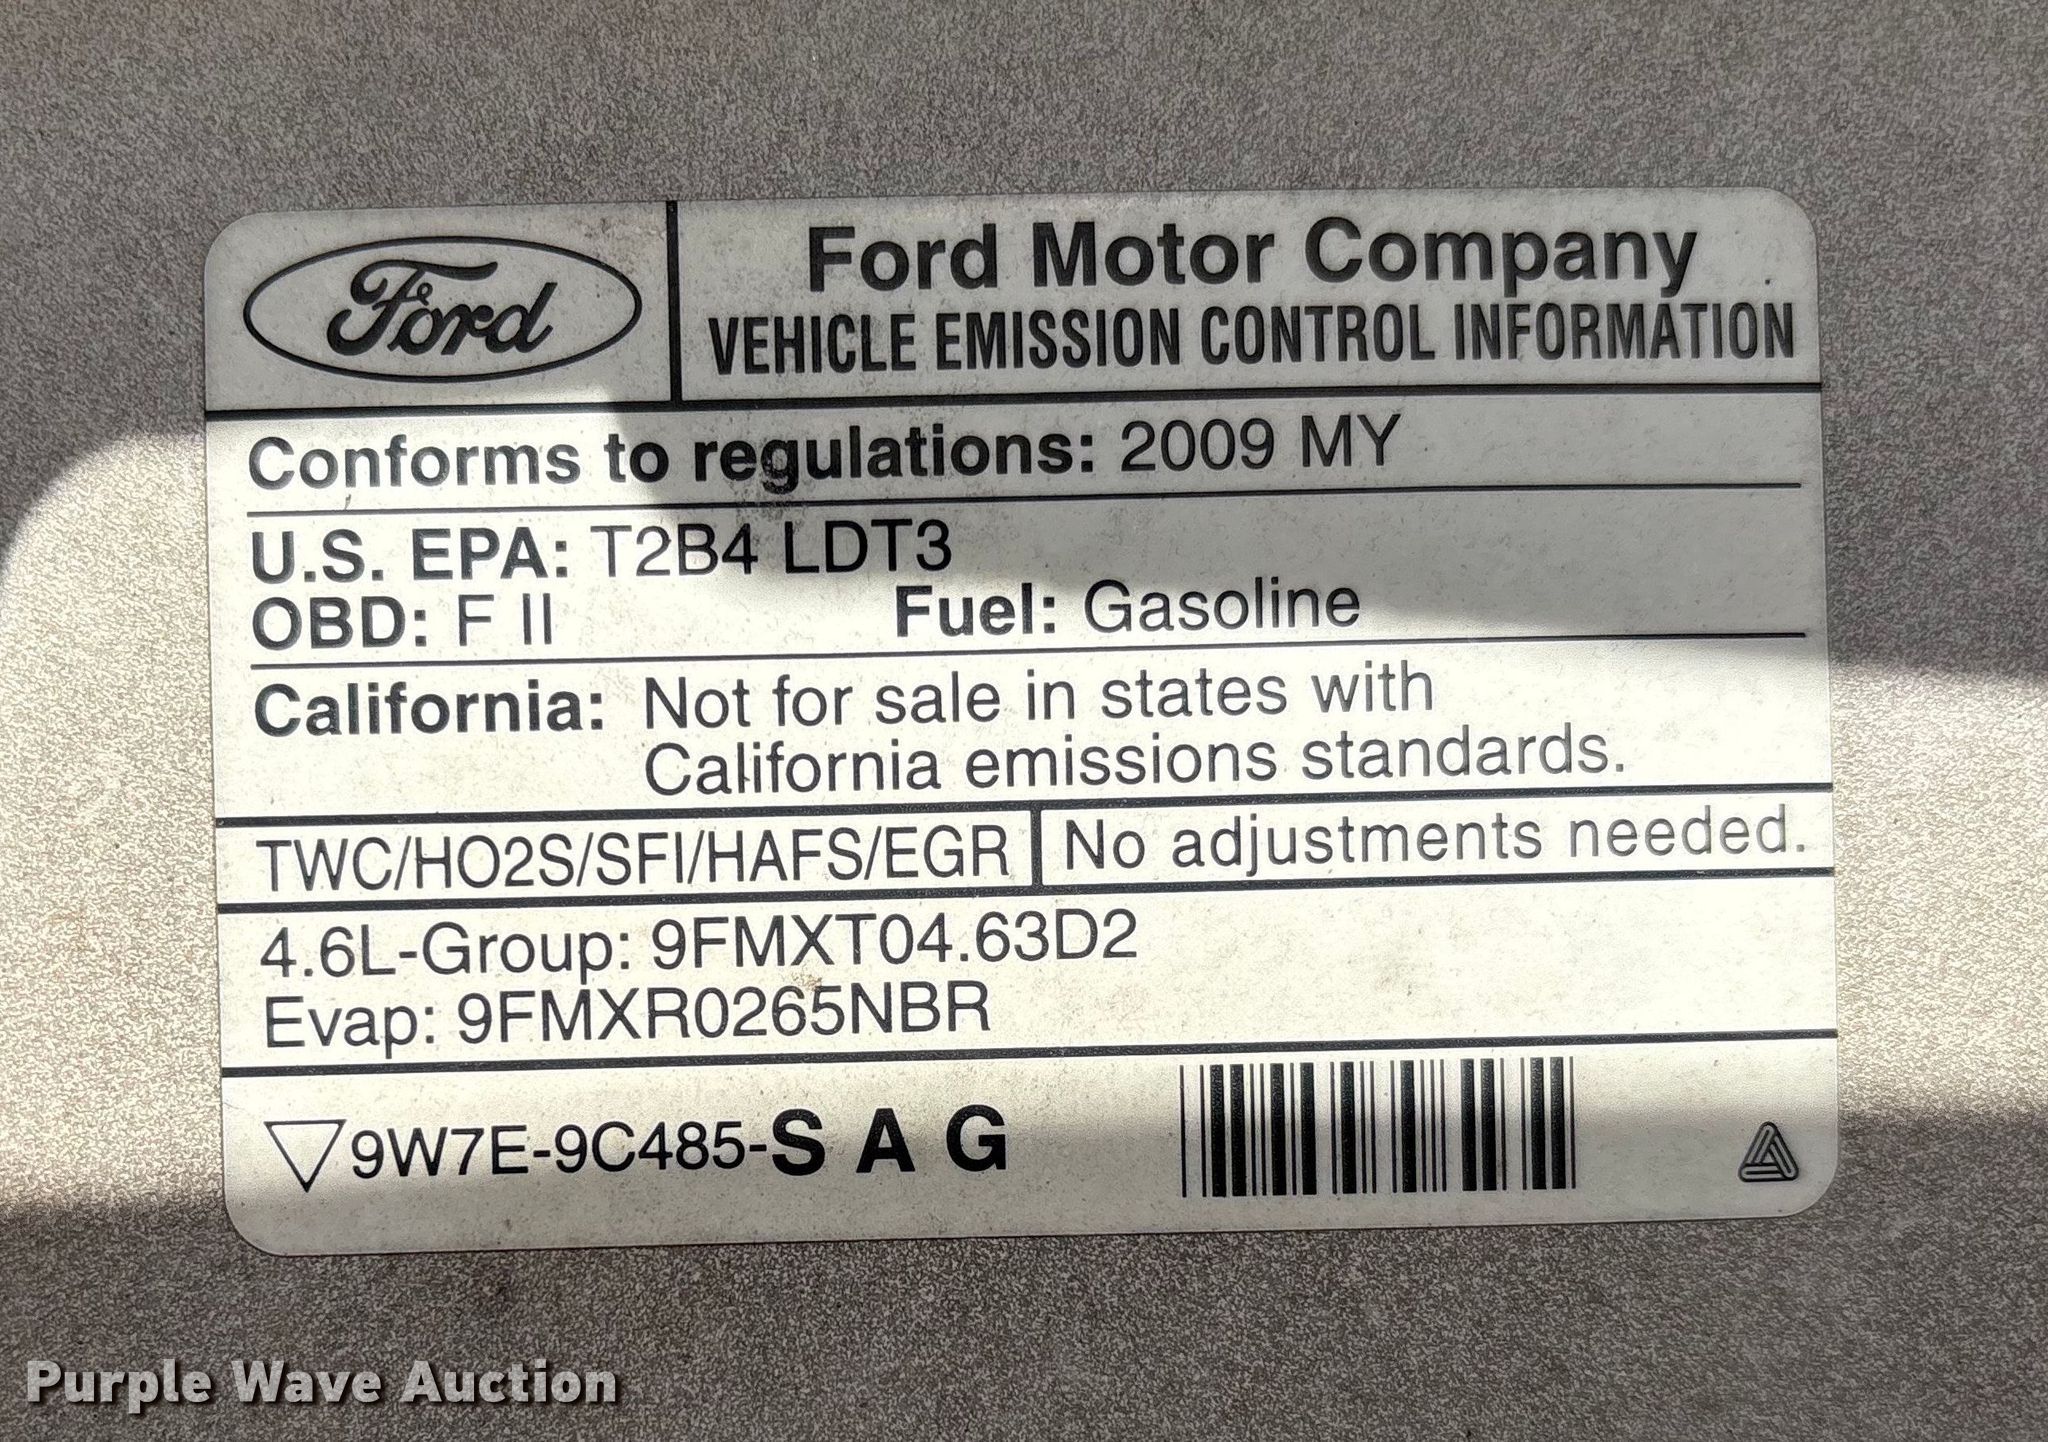 Ford
Ford Motor Company
VEHICLE EMISSION CONTROL INFORMATION
Conforms to regulations: 2009 MY
U.S. EPA: T2B4 LDT3
OBD: F II Fuel: Gasoline
California: Not for sale in states with
California emissions standards.
TWC/HO2S/SFI/HAFS/EGR No adjustments needed.
4.6L-Group: 9FMXT04.63D2
Evap: 9FMXR0265NBR
9W7E-9C485-S A G
Purple Wave Auction